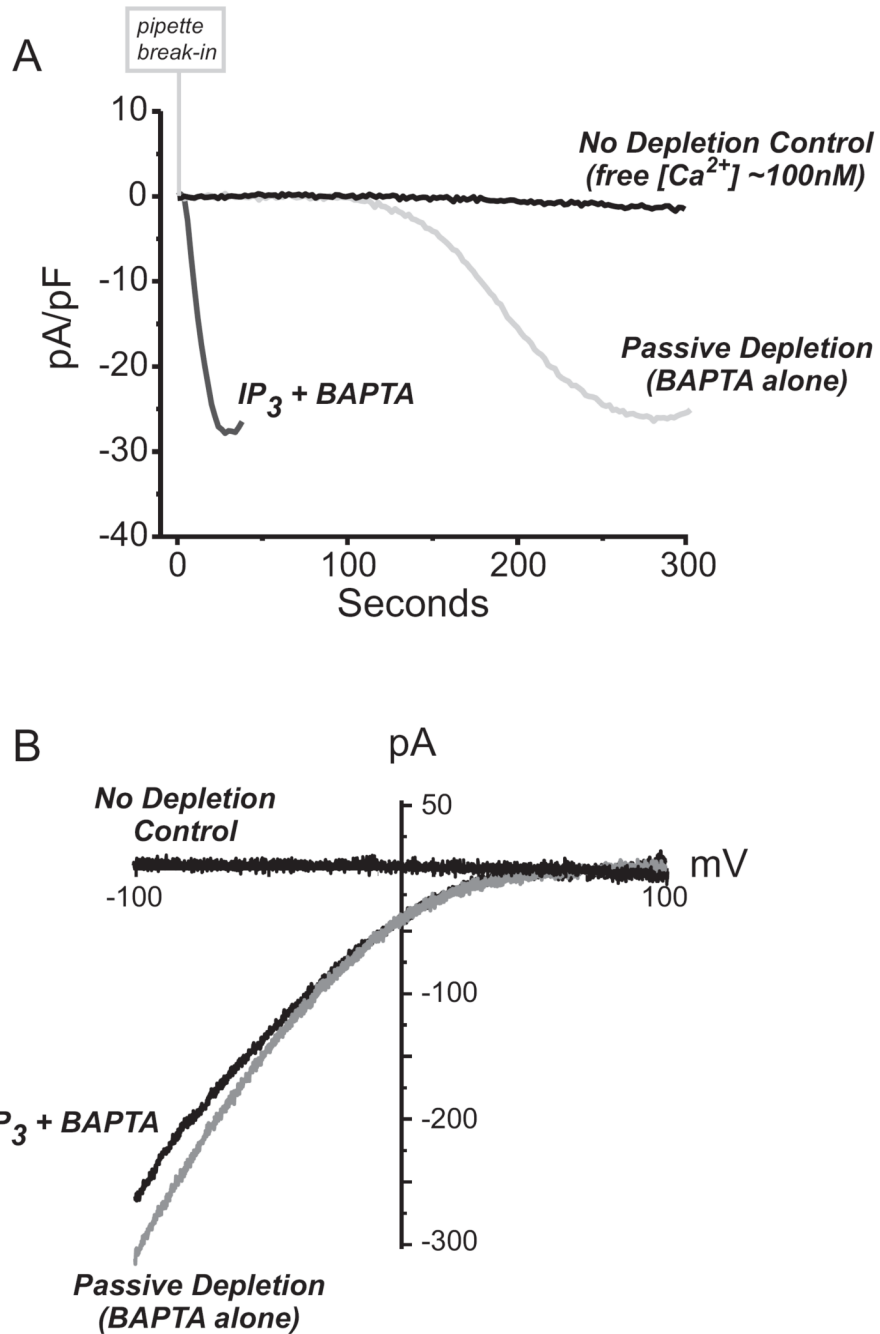 A
pipette
break-in
10
0
-10
-20
-30
-40
pA/pF
No Depletion Control
(free [Ca2+] ~100nM)
Passive Depletion
(BAPTA alone)
IP3 + BAPTA
0
100
200
300
Seconds
B
pA
No Depletion
Control
50
mV
-100
100
-100
P3 + BAPTA
-200
-300
Passive Depletion
(BAPTA alone)